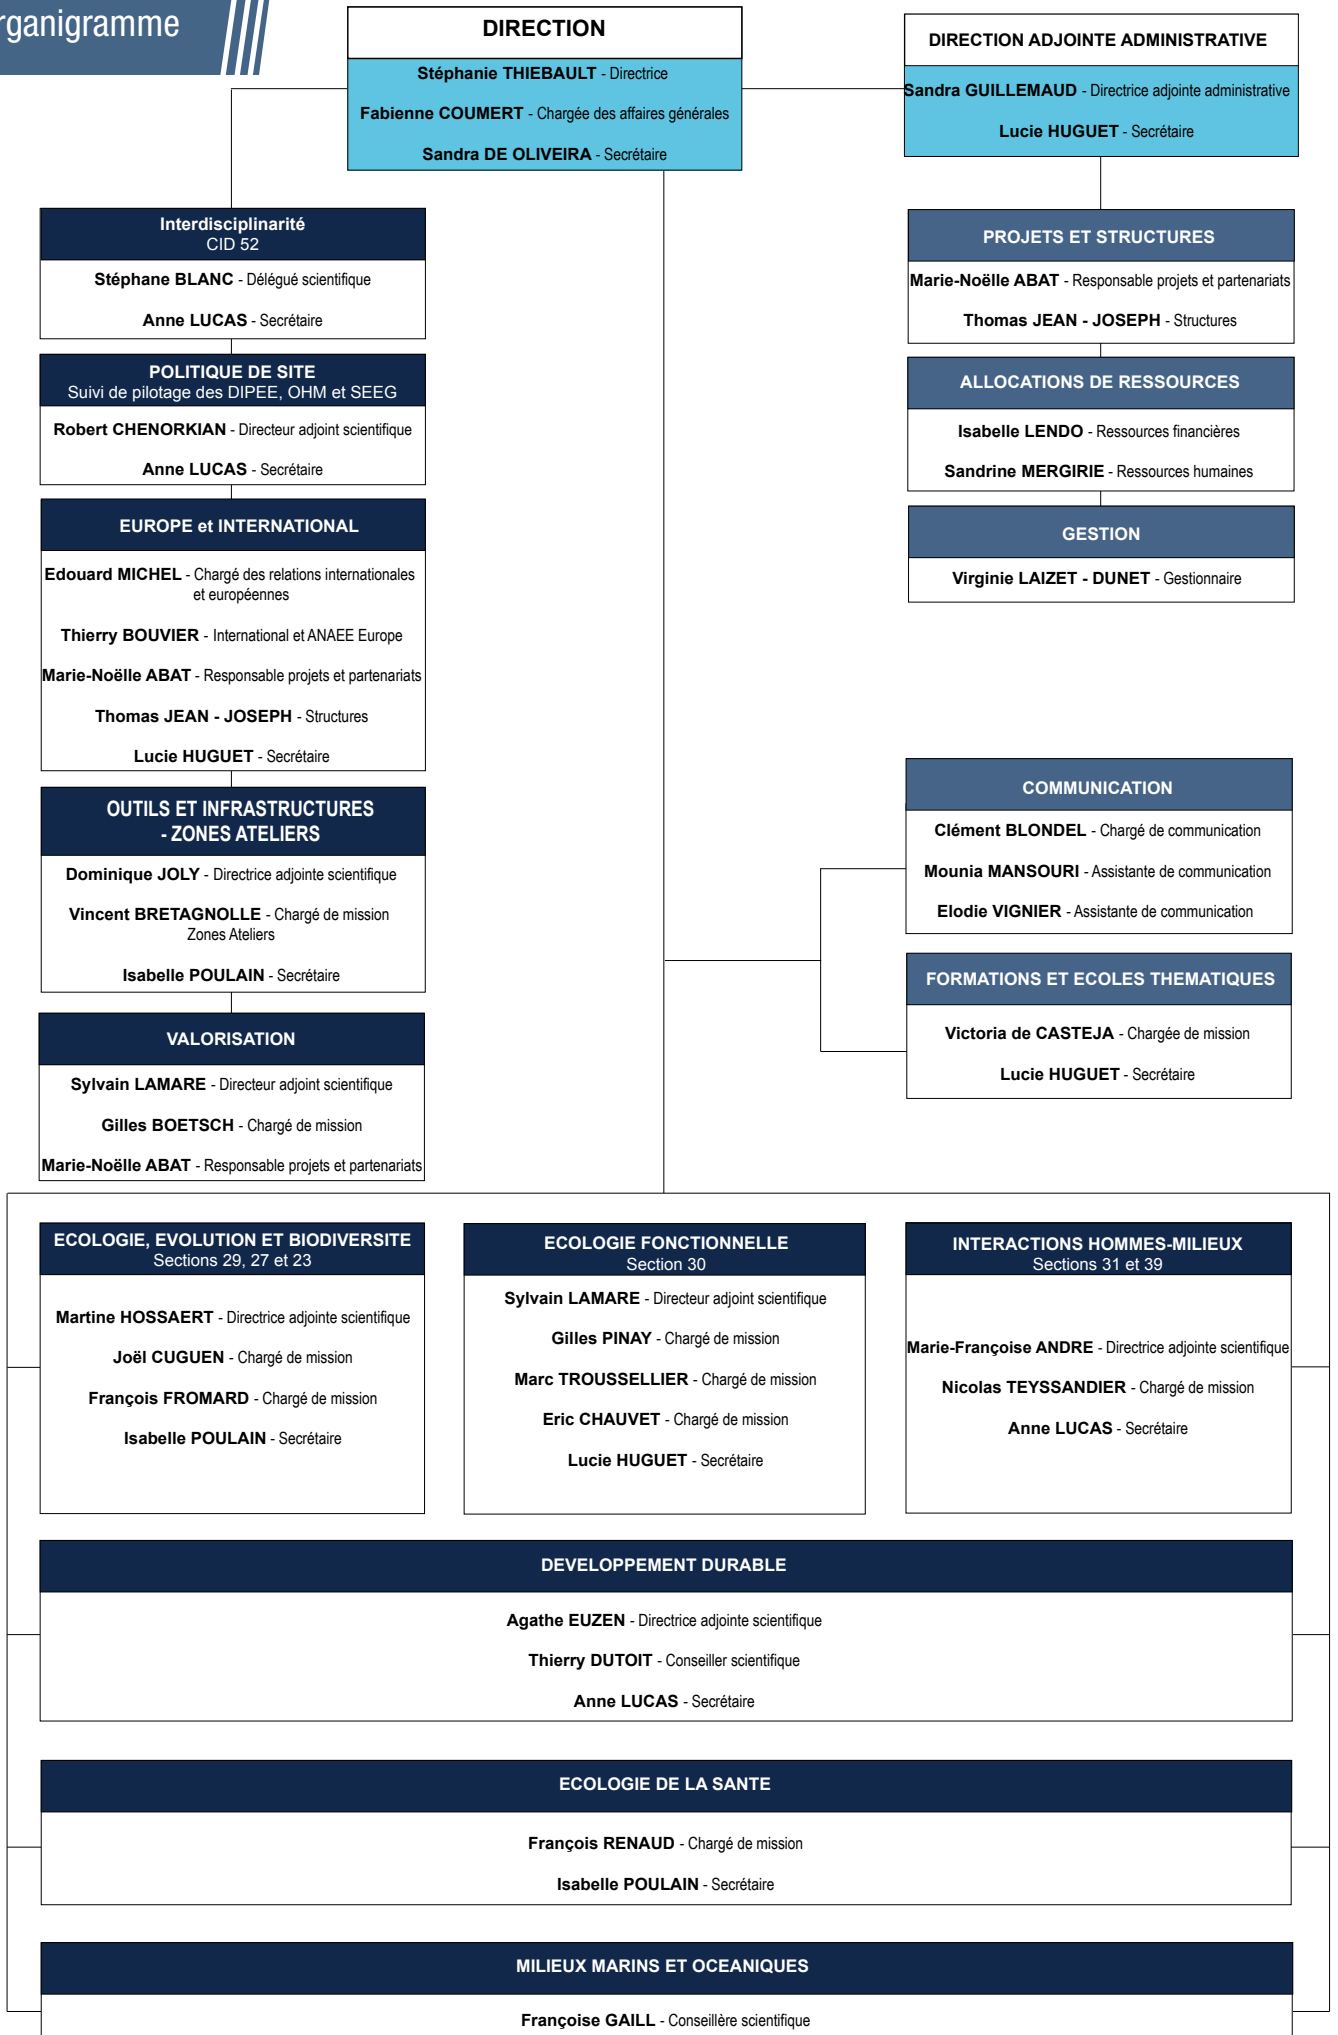 rganigramme
DIRECTION
Stéphanie THIEBAULT - Directrice
Fabienne COUMERT - Chargée des affaires générales
Sandra DE OLIVEIRA - Secrétaire
DIRECTION ADJOINTE ADMINISTRATIVE
Sandra GUILLEMAUD - Directrice adjointe administrative
Lucie HUGUET - Secrétaire
Interdisciplinarité
CID 52
Stéphane BLANC - Délégué scientifique
Anne LUCAS - Secrétaire
POLITIQUE DE SITE
Suivi de pilotage des DIPEE, OHM et SEEG
Robert CHENORKIAN - Directeur adjoint scientifique
Anne LUCAS - Secrétaire
EUROPE et INTERNATIONAL
Edouard MICHEL - Chargé des relations internationales
et européennes
Thierry BOUVIER - International et ANAEE Europe
Marie-Noëlle ABAT - Responsable projets et partenariats
Thomas JEAN - JOSEPH - Structures
Lucie HUGUET - Secrétaire
OUTILS ET INFRASTRUCTURES
- ZONES ATELIERS
Dominique JOLY - Directrice adjointe scientifique
Vincent BRETAGNOLLE - Chargé de mission
Zones Ateliers
Isabelle POULAIN - Secrétaire
VALORISATION
Sylvain LAMARE - Directeur adjoint scientifique
Gilles BOETSCH - Chargé de mission
Marie-Noëlle ABAT - Responsable projets et partenariats
PROJETS ET STRUCTURES
Marie-Noëlle ABAT - Responsable projets et partenariats
Thomas JEAN - JOSEPH - Structures
ALLOCATIONS DE RESSOURCES
Isabelle LENDO - Ressources financières
Sandrine MERGIRIE - Ressources humaines
GESTION
Virginie LAIZET - DUNET - Gestionnaire
COMMUNICATION
Clément BLONDEL - Chargé de communication
Mounia MANSOURI - Assistante de communication
Elodie VIGNIER - Assistante de communication
FORMATIONS ET ECOLES THEMATIQUES
Victoria de CASTEJA - Chargée de mission
Lucie HUGUET - Secrétaire
ECOLOGIE, EVOLUTION ET BIODIVERSITE
Sections 29, 27 et 23
Martine HOSSAERT - Directrice adjointe scientifique
Joël CUGUEN - Chargé de mission
François FROMARD - Chargé de mission
Isabelle POULAIN - Secrétaire
ECOLOGIE FONCTIONNELLE
Section 30
Sylvain LAMARE - Directeur adjoint scientifique
Gilles PINAY - Chargé de mission
Marc TROUSSELLIER - Chargé de mission
Eric CHAUVET - Chargé de mission
Lucie HUGUET - Secrétaire
INTERACTIONS HOMMES-MILIEUX
Sections 31 et 39
Marie-Françoise ANDRE - Directrice adjointe scientifique
Nicolas TEYSSANDIER - Chargé de mission
Anne LUCAS - Secrétaire
DEVELOPPEMENT DURABLE
Agathe EUZEN - Directrice adjointe scientifique
Thierry DUTOIT - Conseiller scientifique
Anne LUCAS - Secrétaire
ECOLOGIE DE LA SANTE
François RENAUD - Chargé de mission
Isabelle POULAIN - Secrétaire
MILIEUX MARINS ET OCEANIQUES
Françoise GAILL - Conseillère scientifique